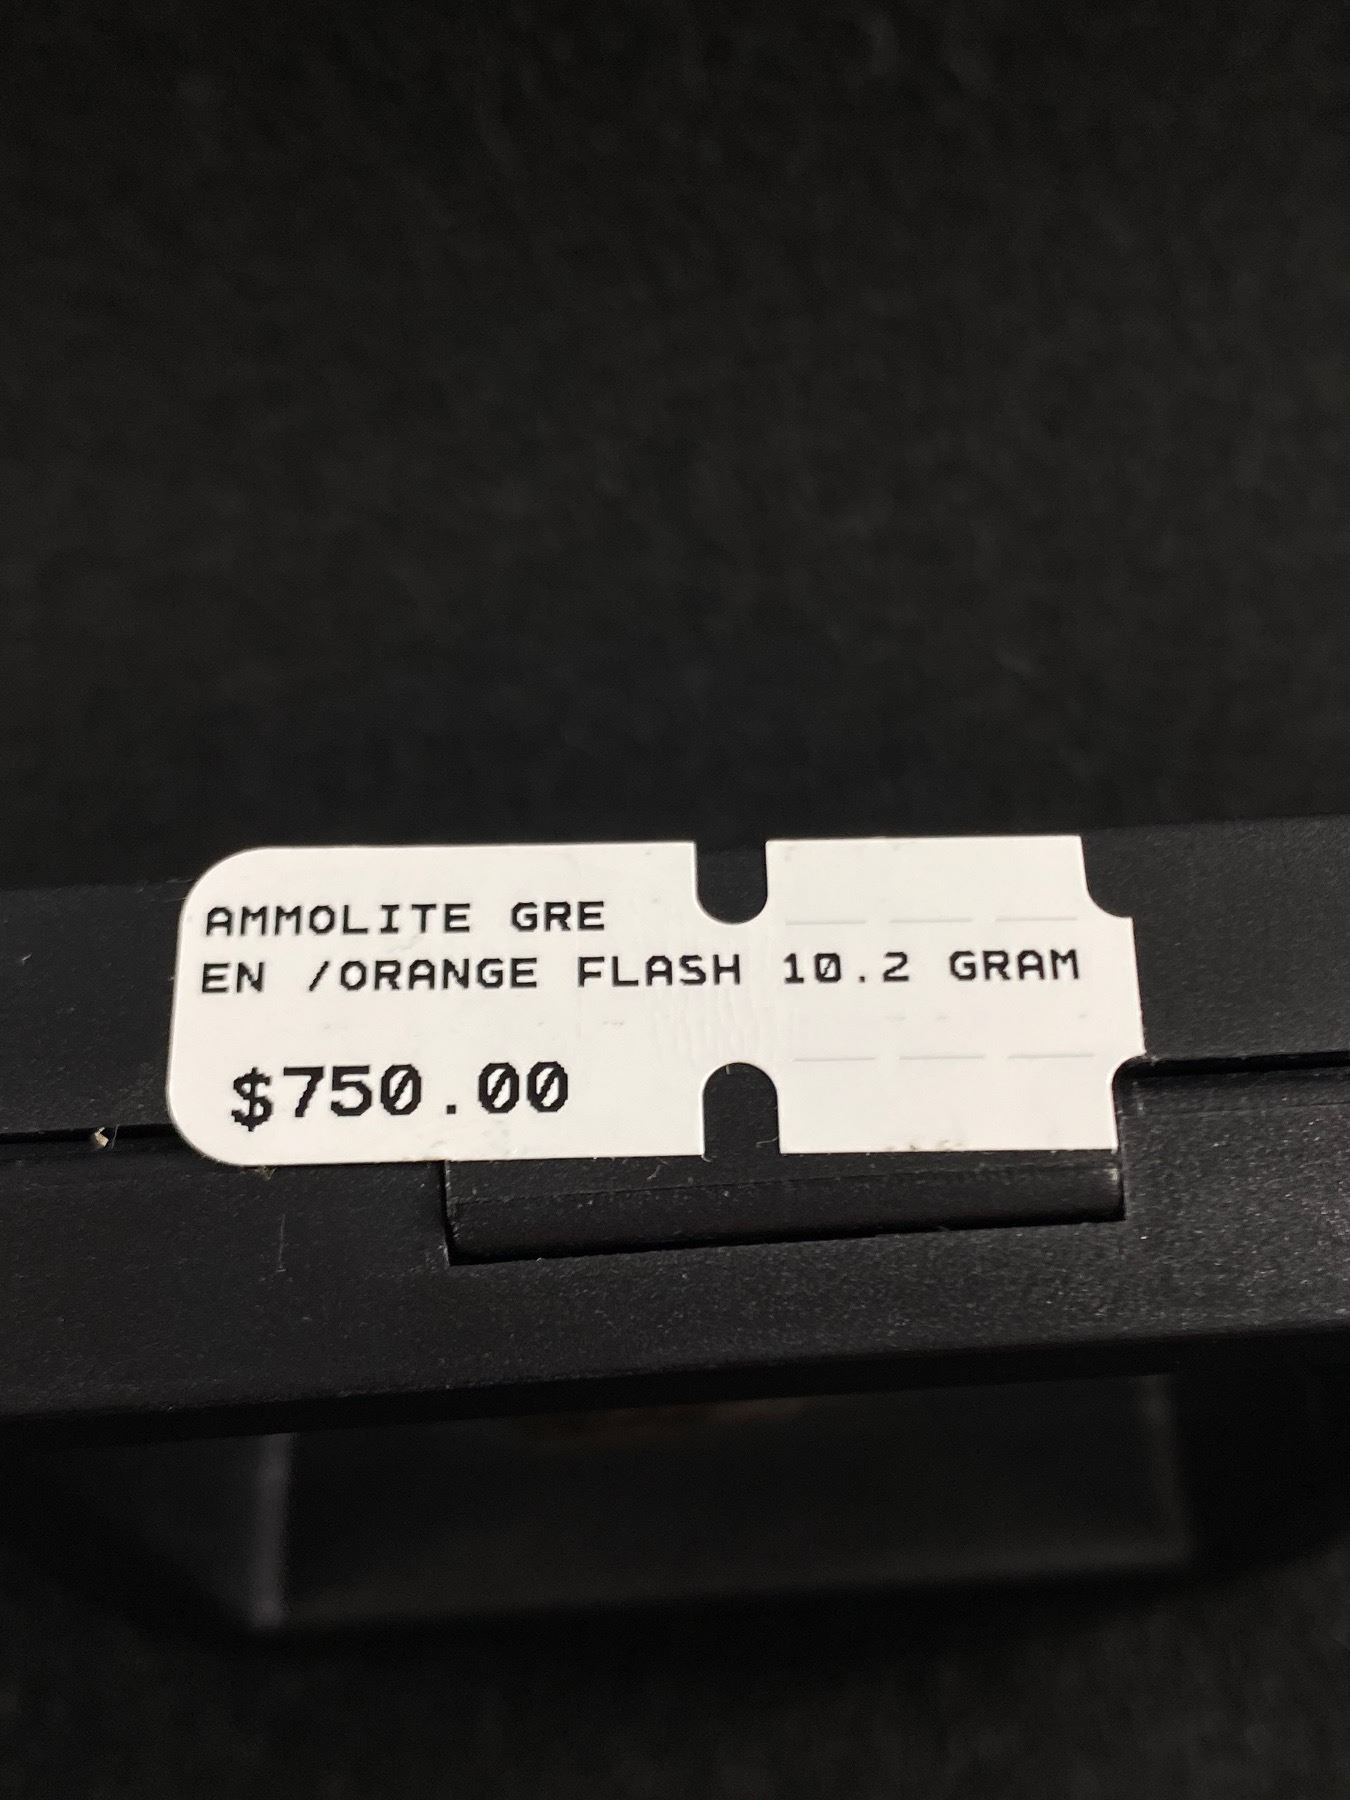 AMMOLITE GRE
EN /ORANGE FLASH 10.2 GRAM
$750.00